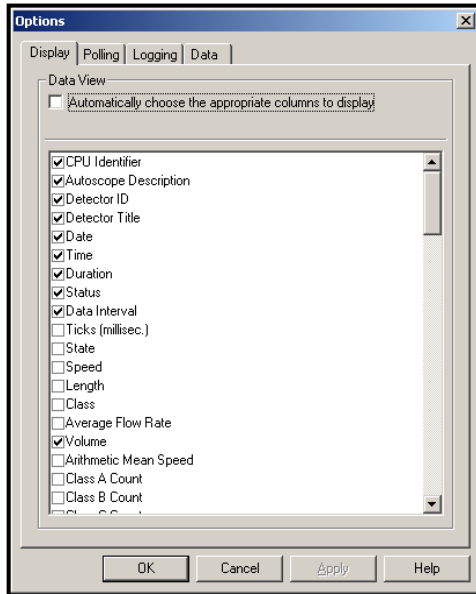 Options
Display Polling Logging Data
Data View
Automatically choose the appropriate columns to display
CPU Identifier
Autoscope Description
Detector ID
Detector Title
Date
Time
Duration
Status
Data Interval
Ticks (millisec.)
State
Speed
Length
Class
Average Flow Rate
Volume
Arithmetic Mean Speed
Class A Count
Class B Count
OK Cancel Apply Help